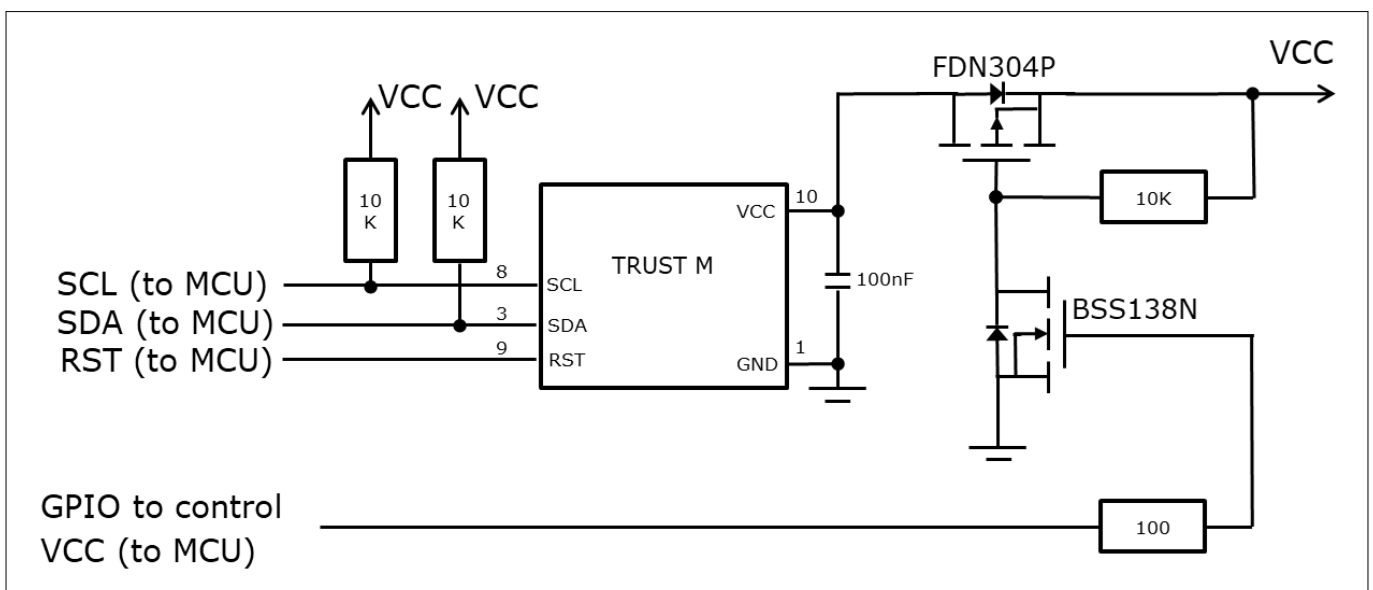 VCC
FDN304P
VCC
VCC
10
K
10
K
10K
VCC
10
TRUST M
100nF
SCL (to MCU)
8
SCL
BSS138N
SDA (to MCU)
3
SDA
RST (to MCU)
9
RST
GND
1
GPIO to control
VCC (to MCU)
100